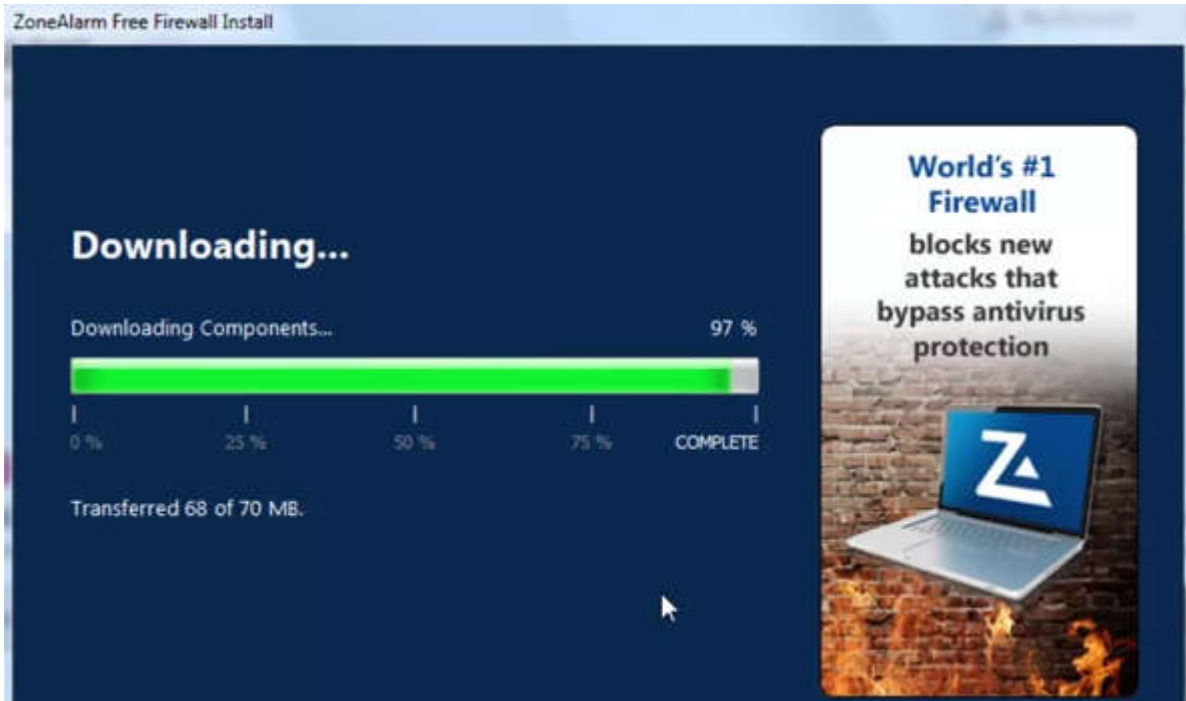 ZoneAlarm Free Firewall Install
Downloading...
Downloading Components... 97 %
0 % 25 % 50 % 75 % COMPLETE
Transferred 68 of 70 MB.
World's #1
Firewall
blocks new
attacks that
bypass antivirus
protection